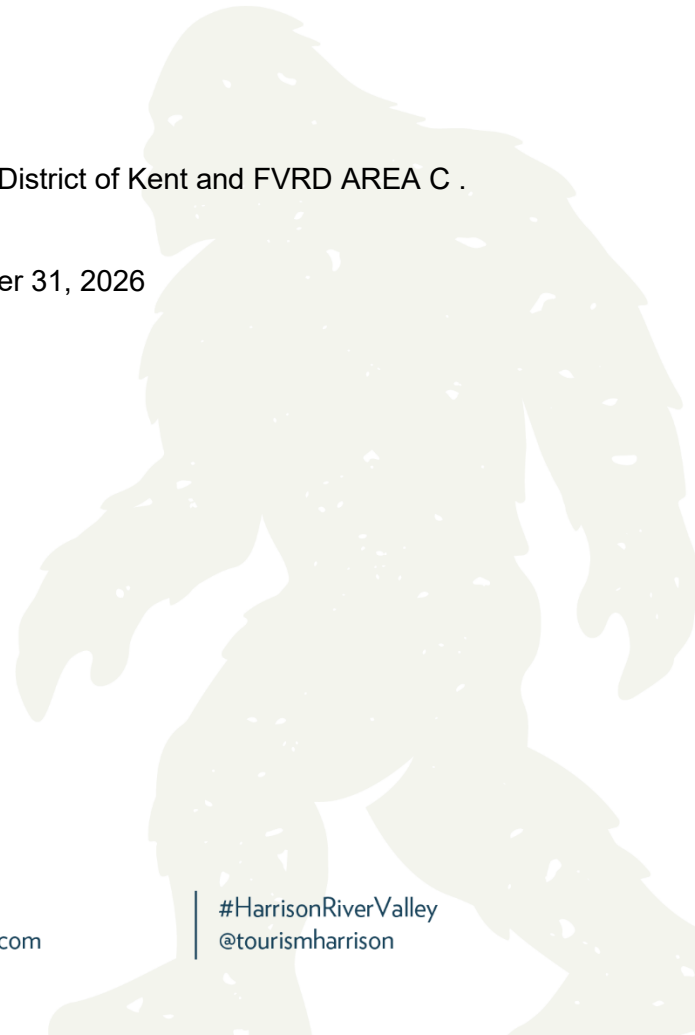 District of Kent and FVRD AREA C .
er 31, 2026
#HarrisonRiverValley
com
@tourismharrison